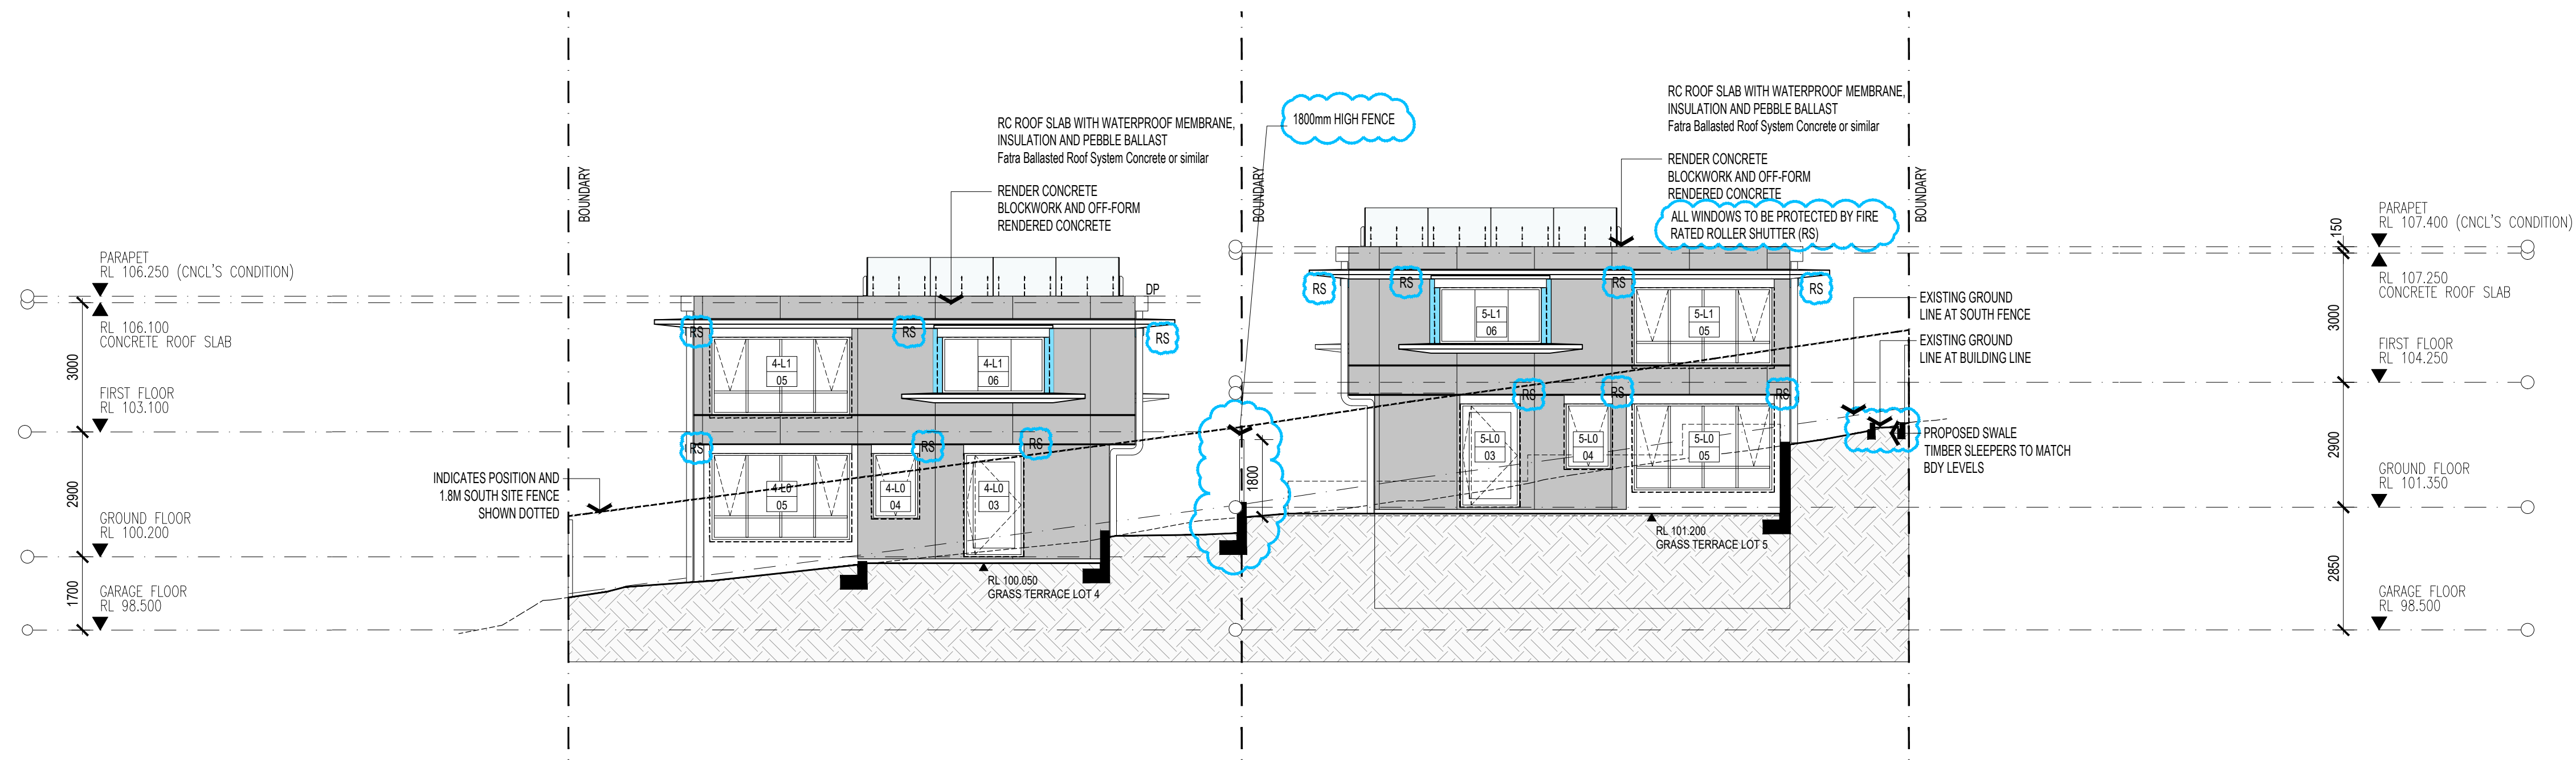 PARAPET
RL 106.250 (CNCL'S CONDITION)
RL 106.100
CONCRETE ROOF SLAB
3000
FIRST FLOOR
RL 103.100
2900
GROUND FLOOR
RL 100.200
1700
GARAGE FLOOR
RL 98.500
INDICATES POSITION AND
1.8M SOUTH SITE FENCE
SHOWN DOTTED
BOUNDARY
RC ROOF SLAB WITH WATERPROOF MEMBRANE,
INSULATION AND PEBBLE BALLAST
Fatra Ballasted Roof System Concrete or similar
RENDER CONCRETE
BLOCKWORK AND OFF-FORM
RENDERED CONCRETE
DP
RS
RS
RS
4-L1
05
4-L1
06
RS
RS
RS
4-L0
05
4-L0
04
4-L0
03
RL 100.050
GRASS TERRACE LOT 4
1800mm HIGH FENCE
BOUNDARY
1800
RC ROOF SLAB WITH WATERPROOF MEMBRANE,
INSULATION AND PEBBLE BALLAST
Fatra Ballasted Roof System Concrete or similar
RENDER CONCRETE
BLOCKWORK AND OFF-FORM
RENDERED CONCRETE
ALL WINDOWS TO BE PROTECTED BY FIRE
RATED ROLLER SHUTTER (RS)
BOUNDARY
RS
RS
RS
RS
5-L1
06
5-L1
05
RS
RS
RS
5-L0
03
5-L0
04
5-L0
05
RL 101.200
GRASS TERRACE LOT 5
EXISTING GROUND
LINE AT SOUTH FENCE
EXISTING GROUND
LINE AT BUILDING LINE
PROPOSED SWALE
TIMBER SLEEPERS TO MATCH
BDY LEVELS
150
PARAPET
RL 107.400 (CNCL'S CONDITION)
RL 107.250
CONCRETE ROOF SLAB
3000
FIRST FLOOR
RL 104.250
2900
GROUND FLOOR
RL 101.350
2850
GARAGE FLOOR
RL 98.500